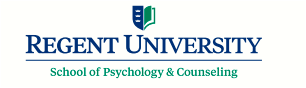 REGENT UNIVERSITY
School of Psychology & Counseling